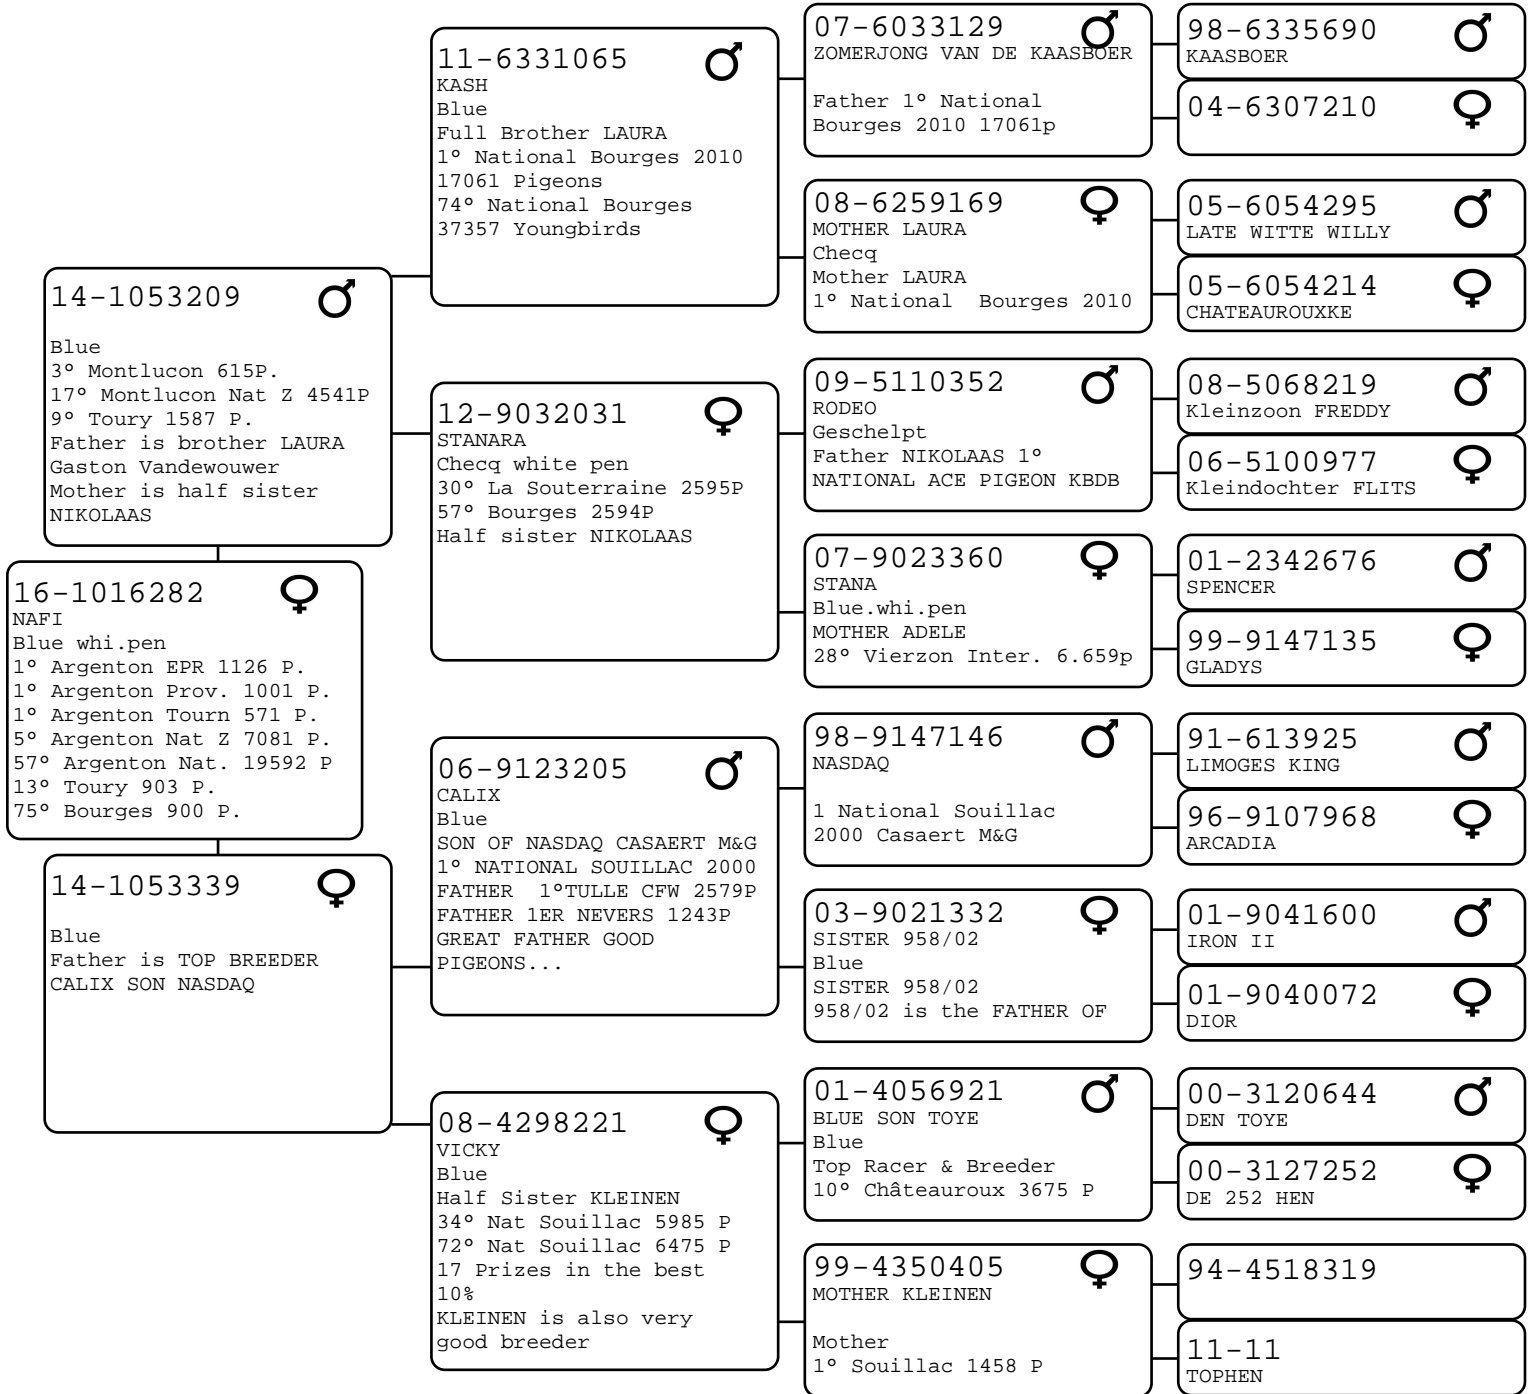 16-1016282
NAFI
Blue whi.pen
1° Argenton EPR 1126 P.
1° Argenton Prov. 1001 P.
1° Argenton Tourn 571 P.
5° Argenton Nat Z 7081 P.
57° Argenton Nat. 19592 P
13° Toury 903 P.
75° Bourges 900 P.
14-1053209
Blue
3° Montlucon 615P.
17° Montlucon Nat Z 4541P
9° Toury 1587 P.
Father is brother LAURA
Gaston Vandewouwer
Mother is half sister
NIKOLAAS
14-1053339
Blue
Father is TOP BREEDER
CALIX SON NASDAQ
11-6331065
KASH
Blue
Full Brother LAURA
1° National Bourges 2010
17061 Pigeons
74° National Bourges
37357 Youngbirds
12-9032031
STANARA
Checq white pen
30° La Souterraine 2595P
57° Bourges 2594P
Half sister NIKOLAAS
06-9123205
CALIX
Blue
SON OF NASDAQ CASAERT M&G
1° NATIONAL SOUILLAC 2000
FATHER  1°TULLE CFW 2579P
FATHER 1ER NEVERS 1243P
GREAT FATHER GOOD
PIGEONS...
08-4298221
VICKY
Blue
Half Sister KLEINEN
34° Nat Souillac 5985 P
72° Nat Souillac 6475 P
17 Prizes in the best
10%
KLEINEN is also very
good breeder
07-6033129
ZOMERJONG VAN DE KAASBOER
Father 1° National
Bourges 2010 17061p
08-6259169
MOTHER LAURA
Checq
Mother LAURA
1° National  Bourges 2010
09-5110352
RODEO
Geschelpt
Father NIKOLAAS 1°
NATIONAL ACE PIGEON KBDB
07-9023360
STANA
Blue.whi.pen
MOTHER ADELE
28° Vierzon Inter. 6.659p
98-9147146
NASDAQ
1 National Souillac
2000 Casaert M&G
03-9021332
SISTER 958/02
Blue
SISTER 958/02
958/02 is the FATHER OF
01-4056921
BLUE SON TOYE
Blue
Top Racer & Breeder
10° Châteauroux 3675 P
99-4350405
MOTHER KLEINEN
Mother
1° Souillac 1458 P
98-6335690
KAASBOER
04-6307210
05-6054295
LATE WITTE WILLY
05-6054214
CHATEAUROUXKE
08-5068219
Kleinzoon FREDDY
06-5100977
Kleindochter FLITS
01-2342676
SPENCER
99-9147135
GLADYS
91-613925
LIMOGES KING
96-9107968
ARCADIA
01-9041600
IRON II
01-9040072
DIOR
00-3120644
DEN TOYE
00-3127252
DE 252 HEN
94-4518319
11-11
TOPHEN